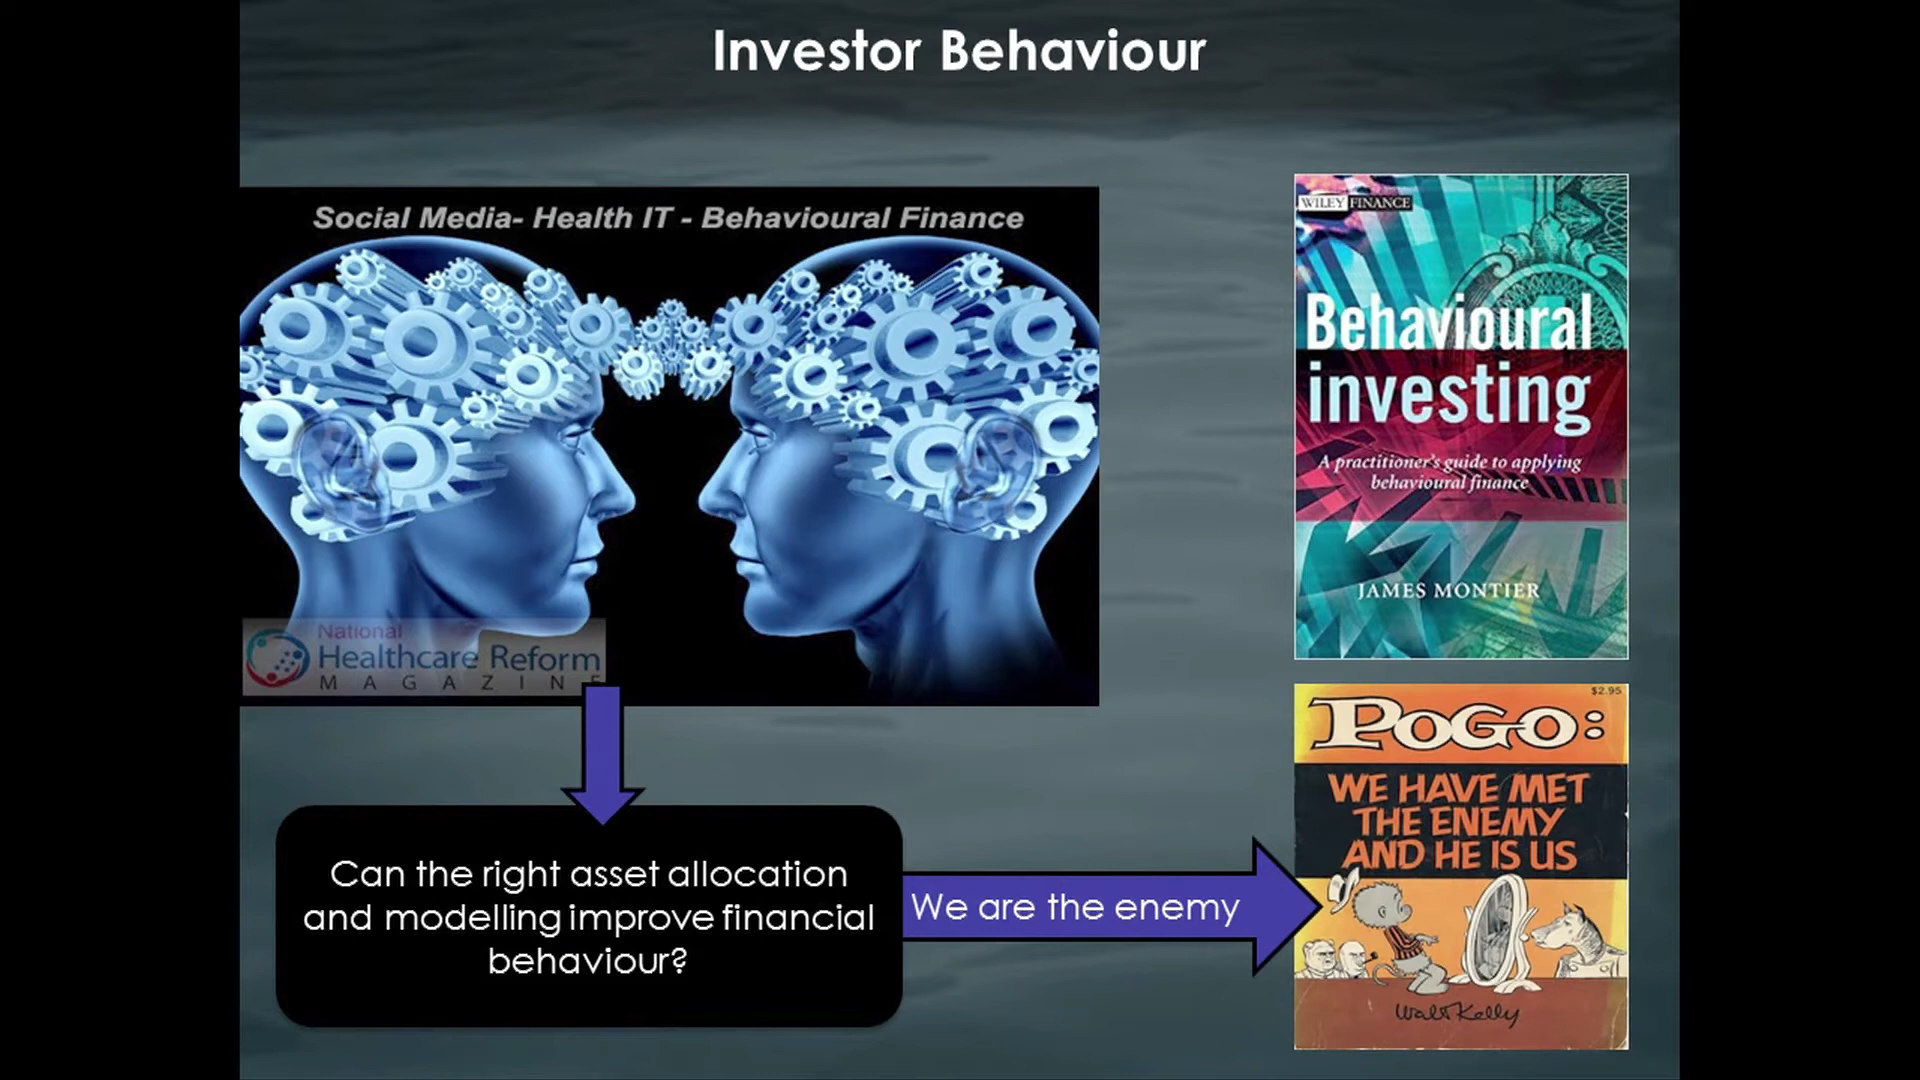 Investor Behaviour
Social Media- Health IT - Behavioural Finance
National
Healthcare Reform
MAGAZINE
Can the right asset allocation
and modelling improve financial
behaviour?
We are the enemy
WILEY FINANCE
Behavioural
investing
A practitioner's guide to applying
behavioural finance
JAMES MONTIER
$2.95
POGO:
WE HAVE MET
THE ENEMY
AND HE IS US
Walt Kelly